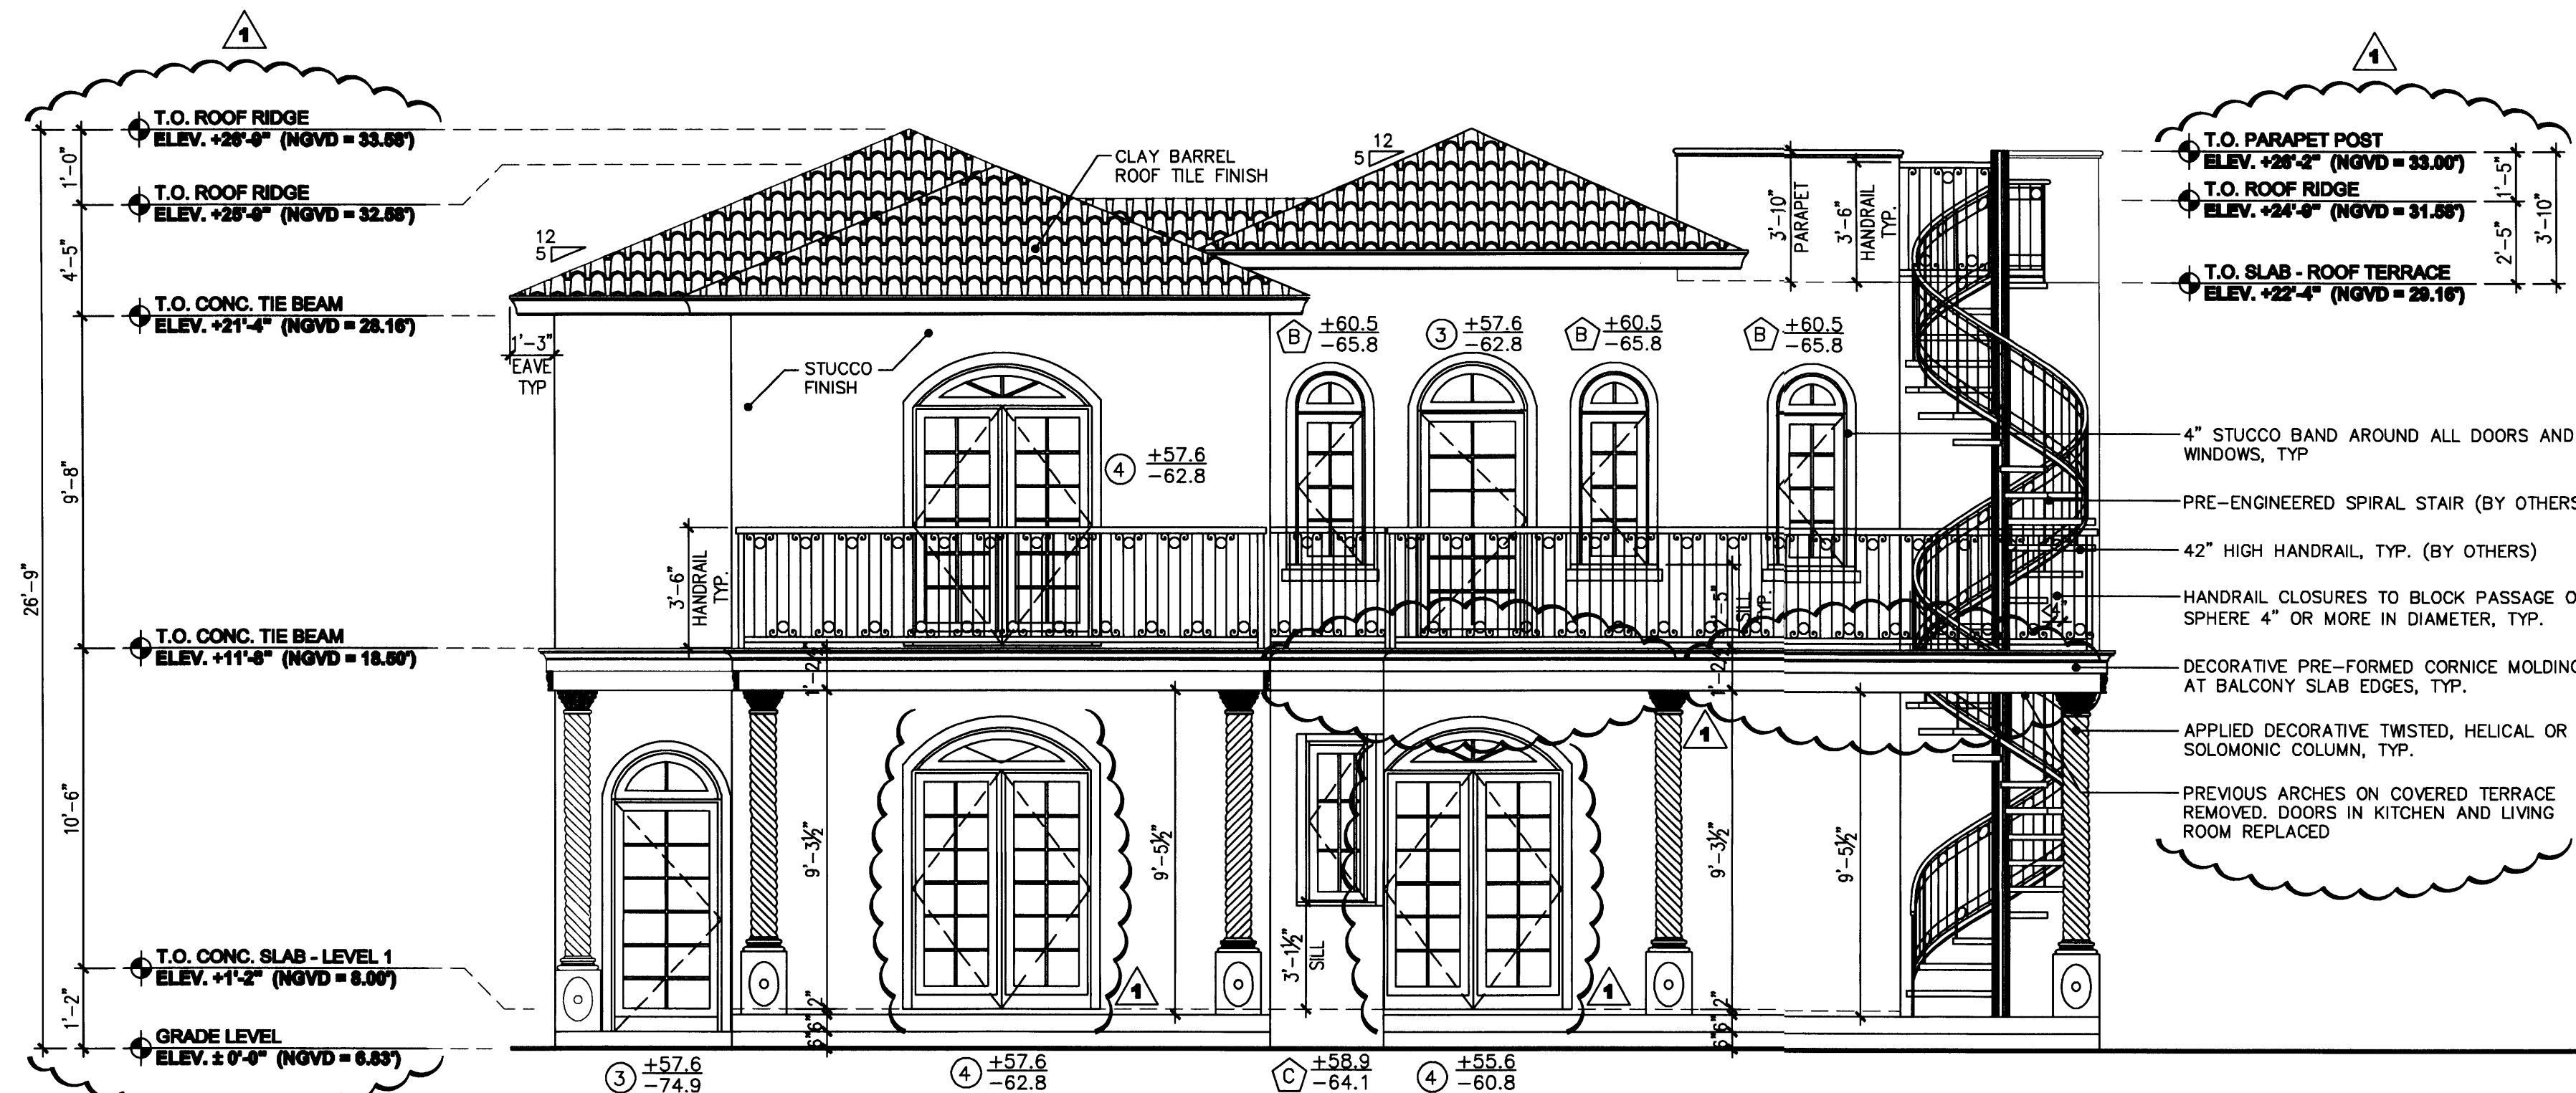 1
T.O. ROOF RIDGE
ELEV. +26'-9" (NGVD = 33.58')
T.O. ROOF RIDGE
ELEV. +25'-9" (NGVD = 32.58')
T.O. CONC. TIE BEAM
ELEV. +21'-4" (NGVD = 28.16')
T.O. CONC. TIE BEAM
ELEV. +11'-8" (NGVD = 18.50')
T.O. CONC. SLAB - LEVEL 1
ELEV. +1'-2" (NGVD = 8.00')
GRADE LEVEL
ELEV. ± 0'-0" (NGVD = 6.83')
26'-9"
1'-0"
4'-5"
9'-8"
10'-6"
1'-2"
12
5
1'-3"
EAVE
TYP
CLAY BARREL
ROOF TILE FINISH
STUCCO
FINISH
12
5
3'-10"
PARAPET
3'-6"
HANDRAIL
TYP.
B +60.5
-65.8
3 +57.6
-62.8
B +60.5
-65.8
B +60.5
-65.8
4 +57.6
-62.8
3'-6"
HANDRAIL
TYP.
1'-5"
SILL
TYP.
4"
9'-3½"
9'-5½"
3'-1½"
SILL
9'-3½"
9'-5½"
1
1
1
2"
6"
6"
2"
6"
6"
3 +57.6
-74.9
4 +57.6
-62.8
C +58.9
-64.1
4 +55.6
-60.8
1
T.O. PARAPET POST
ELEV. +26'-2" (NGVD = 33.00')
T.O. ROOF RIDGE
ELEV. +24'-9" (NGVD = 31.58')
T.O. SLAB - ROOF TERRACE
ELEV. +22'-4" (NGVD = 29.16')
1'-5"
2'-5"
3'-10"
4" STUCCO BAND AROUND ALL DOORS AND
WINDOWS, TYP
PRE-ENGINEERED SPIRAL STAIR (BY OTHERS
42" HIGH HANDRAIL, TYP. (BY OTHERS)
HANDRAIL CLOSURES TO BLOCK PASSAGE O
SPHERE 4" OR MORE IN DIAMETER, TYP.
DECORATIVE PRE-FORMED CORNICE MOLDING
AT BALCONY SLAB EDGES, TYP.
APPLIED DECORATIVE TWISTED, HELICAL OR
SOLOMONIC COLUMN, TYP.
PREVIOUS ARCHES ON COVERED TERRACE
REMOVED. DOORS IN KITCHEN AND LIVING
ROOM REPLACED